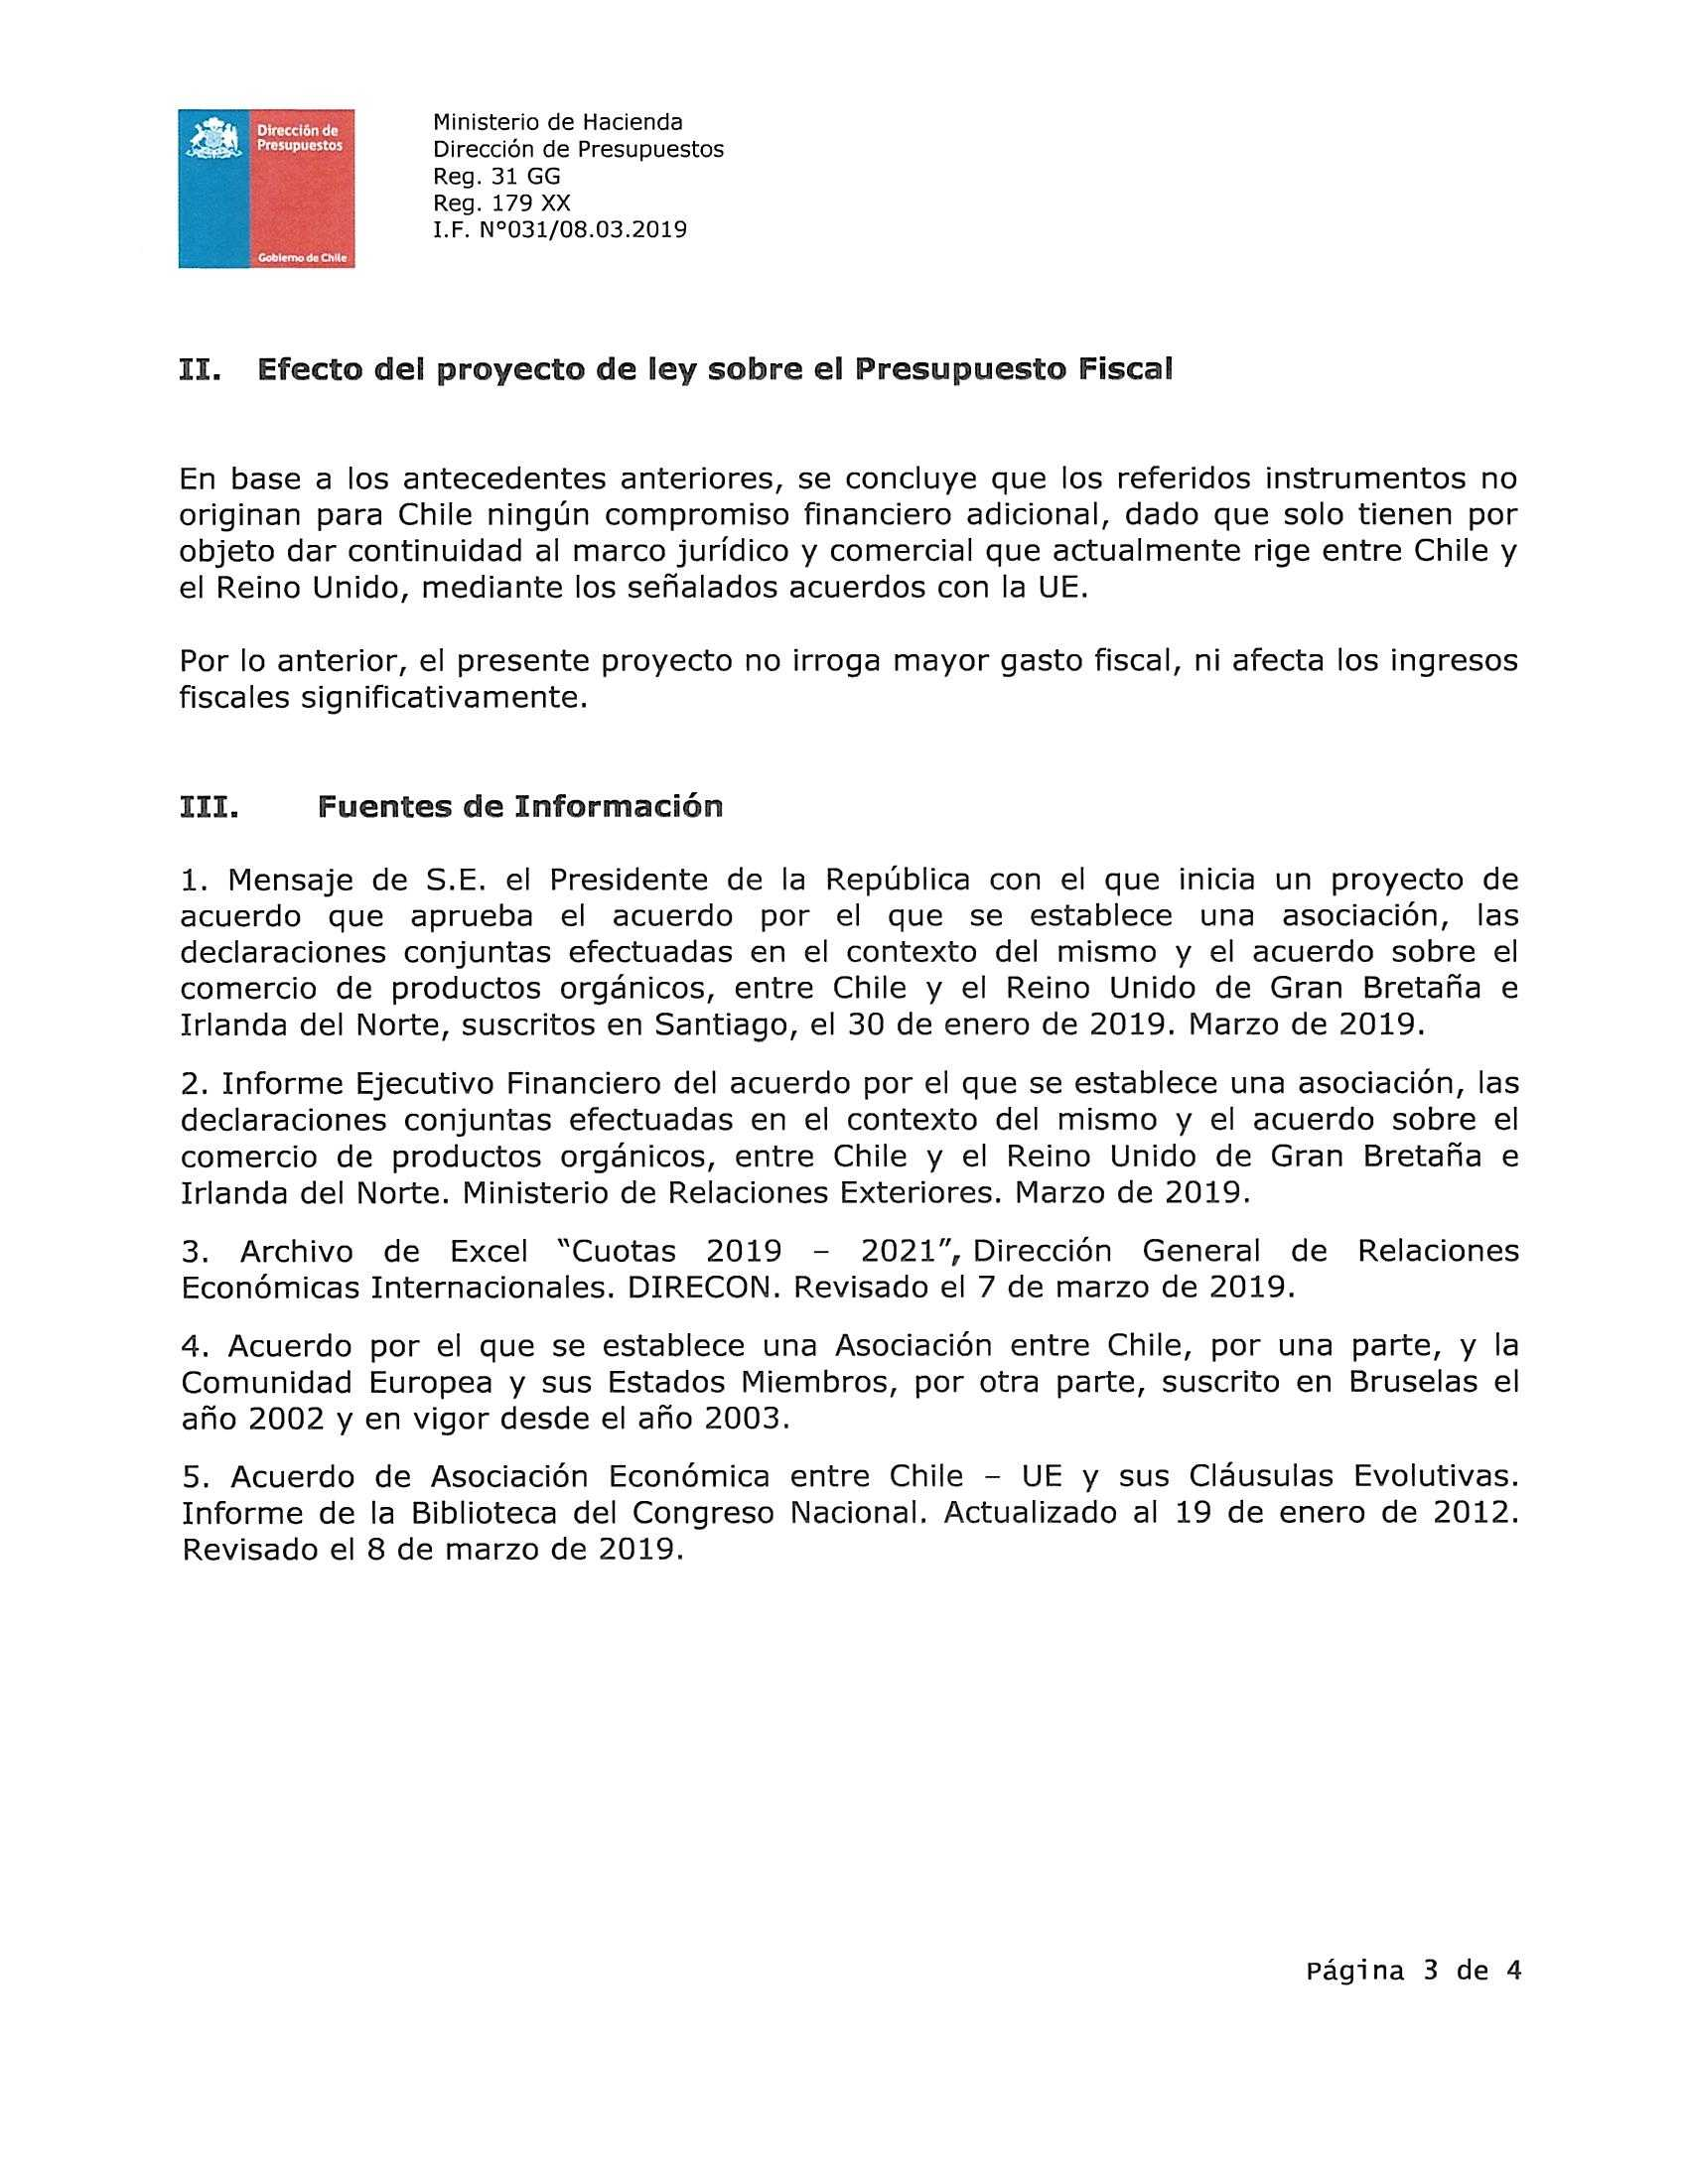 Dirección de
Presupuestos
Gobierno de Chile
Ministerio de Hacienda
Dirección de Presupuestos
Reg. 31 GG
Reg. 179 XX
I.F. N°031/08.03.2019
II. Efecto del proyecto de ley sobre el Presupuesto Fiscal
En base a los antecedentes anteriores, se concluye que los referidos instrumentos no
originan para Chile ningún compromiso financiero adicional, dado que solo tienen por
objeto dar continuidad al marco jurídico y comercial que actualmente rige entre Chile y
el Reino Unido, mediante los señalados acuerdos con la UE.
Por lo anterior, el presente proyecto no irroga mayor gasto fiscal, ni afecta los ingresos
fiscales significativamente.
III. Fuentes de Información
1. Mensaje de S.E. el Presidente de la República con el que inicia un proyecto de
acuerdo que aprueba el acuerdo por el que se establece una asociación, las
declaraciones conjuntas efectuadas en el contexto del mismo y el acuerdo sobre el
comercio de productos orgánicos, entre Chile y el Reino Unido de Gran Bretaña e
Irlanda del Norte, suscritos en Santiago, el 30 de enero de 2019. Marzo de 2019.
2. Informe Ejecutivo Financiero del acuerdo por el que se establece una asociación, las
declaraciones conjuntas efectuadas en el contexto del mismo y el acuerdo sobre el
comercio de productos orgánicos, entre Chile y el Reino Unido de Gran Bretaña e
Irlanda del Norte. Ministerio de Relaciones Exteriores. Marzo de 2019.
3. Archivo de Excel "Cuotas 2019 – 2021", Dirección General de Relaciones
Económicas Internacionales. DIRECON. Revisado el 7 de marzo de 2019.
4. Acuerdo por el que se establece una Asociación entre Chile, por una parte, y la
Comunidad Europea y sus Estados Miembros, por otra parte, suscrito en Bruselas el
año 2002 y en vigor desde el año 2003.
5. Acuerdo de Asociación Económica entre Chile – UE y sus Cláusulas Evolutivas.
Informe de la Biblioteca del Congreso Nacional. Actualizado al 19 de enero de 2012.
Revisado el 8 de marzo de 2019.
Página 3 de 4